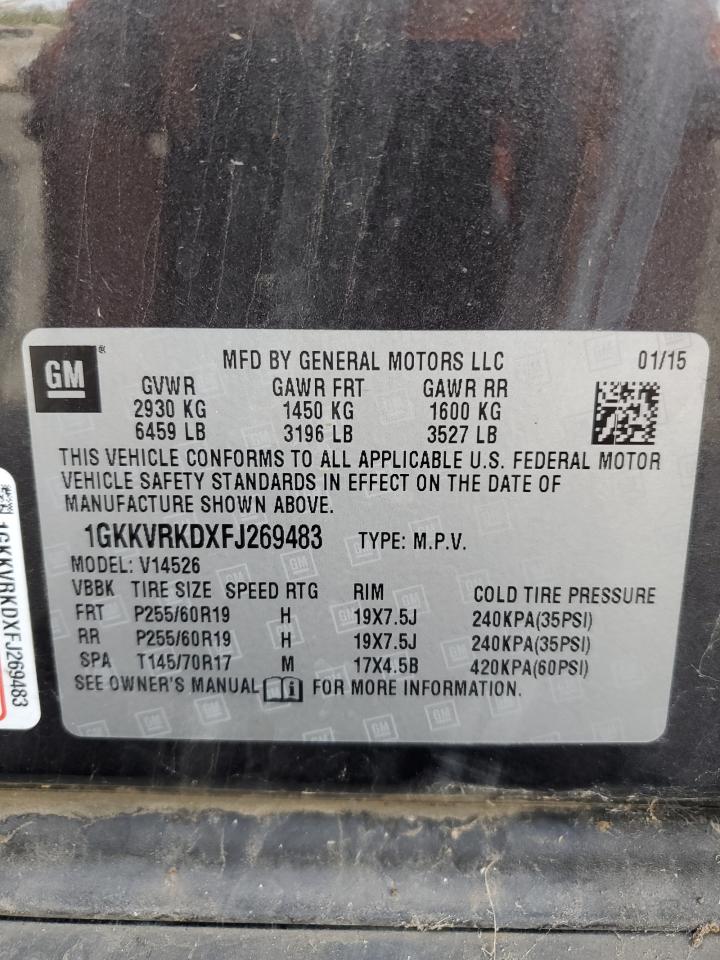 GM®
MFD BY GENERAL MOTORS LLC 01/15
GVWR GAWR FRT GAWR RR
2930 KG 1450 KG 1600 KG
6459 LB 3196 LB 3527 LB
THIS VEHICLE CONFORMS TO ALL APPLICABLE U.S. FEDERAL MOTOR
VEHICLE SAFETY STANDARDS IN EFFECT ON THE DATE OF
MANUFACTURE SHOWN ABOVE.
1GKKVRKDXFJ269483 TYPE: M.P.V.
MODEL: V14526
VBBK TIRE SIZE SPEED RTG RIM COLD TIRE PRESSURE
FRT P255/60R19 H 19X7.5J 240KPA(35PSI)
RR P255/60R19 H 19X7.5J 240KPA(35PSI)
SPA T145/70R17 M 17X4.5B 420KPA(60PSI)
SEE OWNER'S MANUAL FOR MORE INFORMATION.
1GKKVRKDXFJ269483